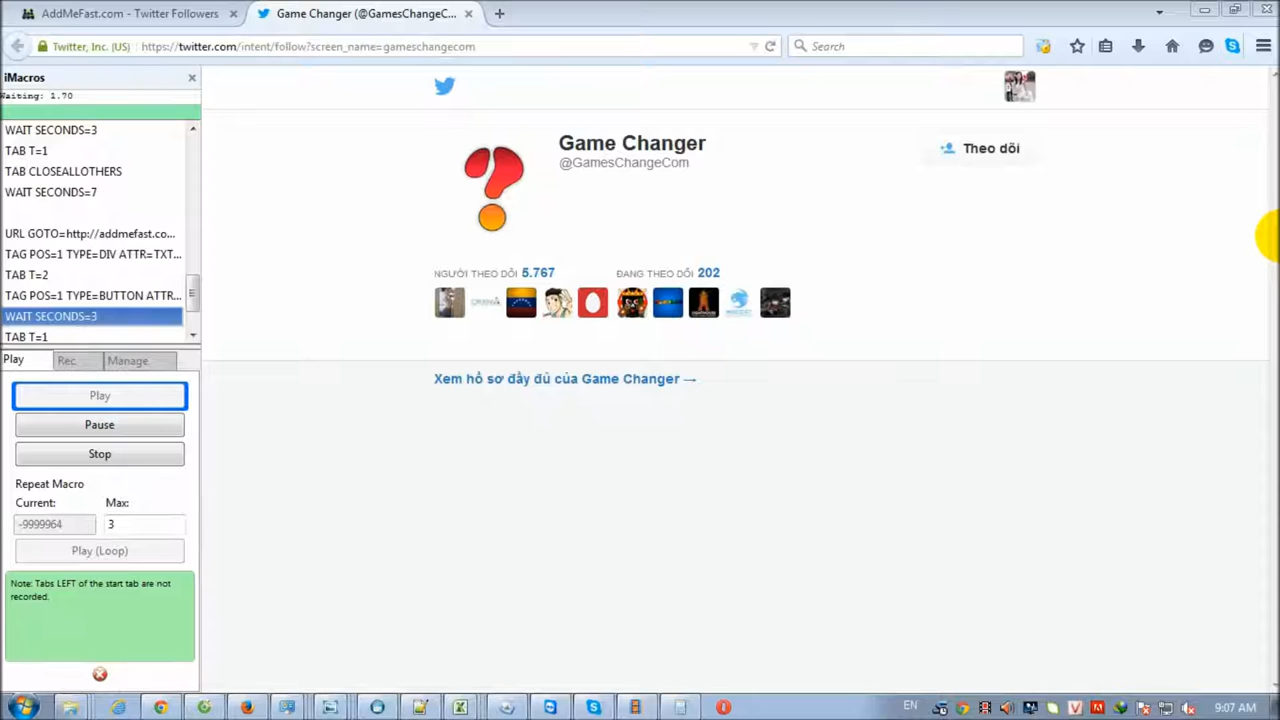 AddMeFast.com - Twitter Followers
Game Changer (@GamesChangeC...
Twitter, Inc. (US)
https://twitter.com/intent/follow?screen_name=gameschangecom
Search
iMacros
Waiting: 1.70
WAIT SECONDS=3
TAB T=1
TAB CLOSEALLOTHERS
WAIT SECONDS=7
URL GOTO=http://addmefast.co...
TAG POS=1 TYPE=DIV ATTR=TXT...
TAB T=2
TAG POS=1 TYPE=BUTTON ATTR...
WAIT SECONDS=3
TAB T=1
Play
Rec
Manage
Play
Pause
Stop
Repeat Macro
Current:
Max:
-9999964
3
Play (Loop)
Note: Tabs LEFT of the start tab are not
recorded.
Game Changer
@GamesChangeCom
Theo dõi
NGƯỜI THEO DÕI 5.767
ĐANG THEO DÕI 202
Xem hồ sơ đầy đủ của Game Changer →
EN
9:07 AM